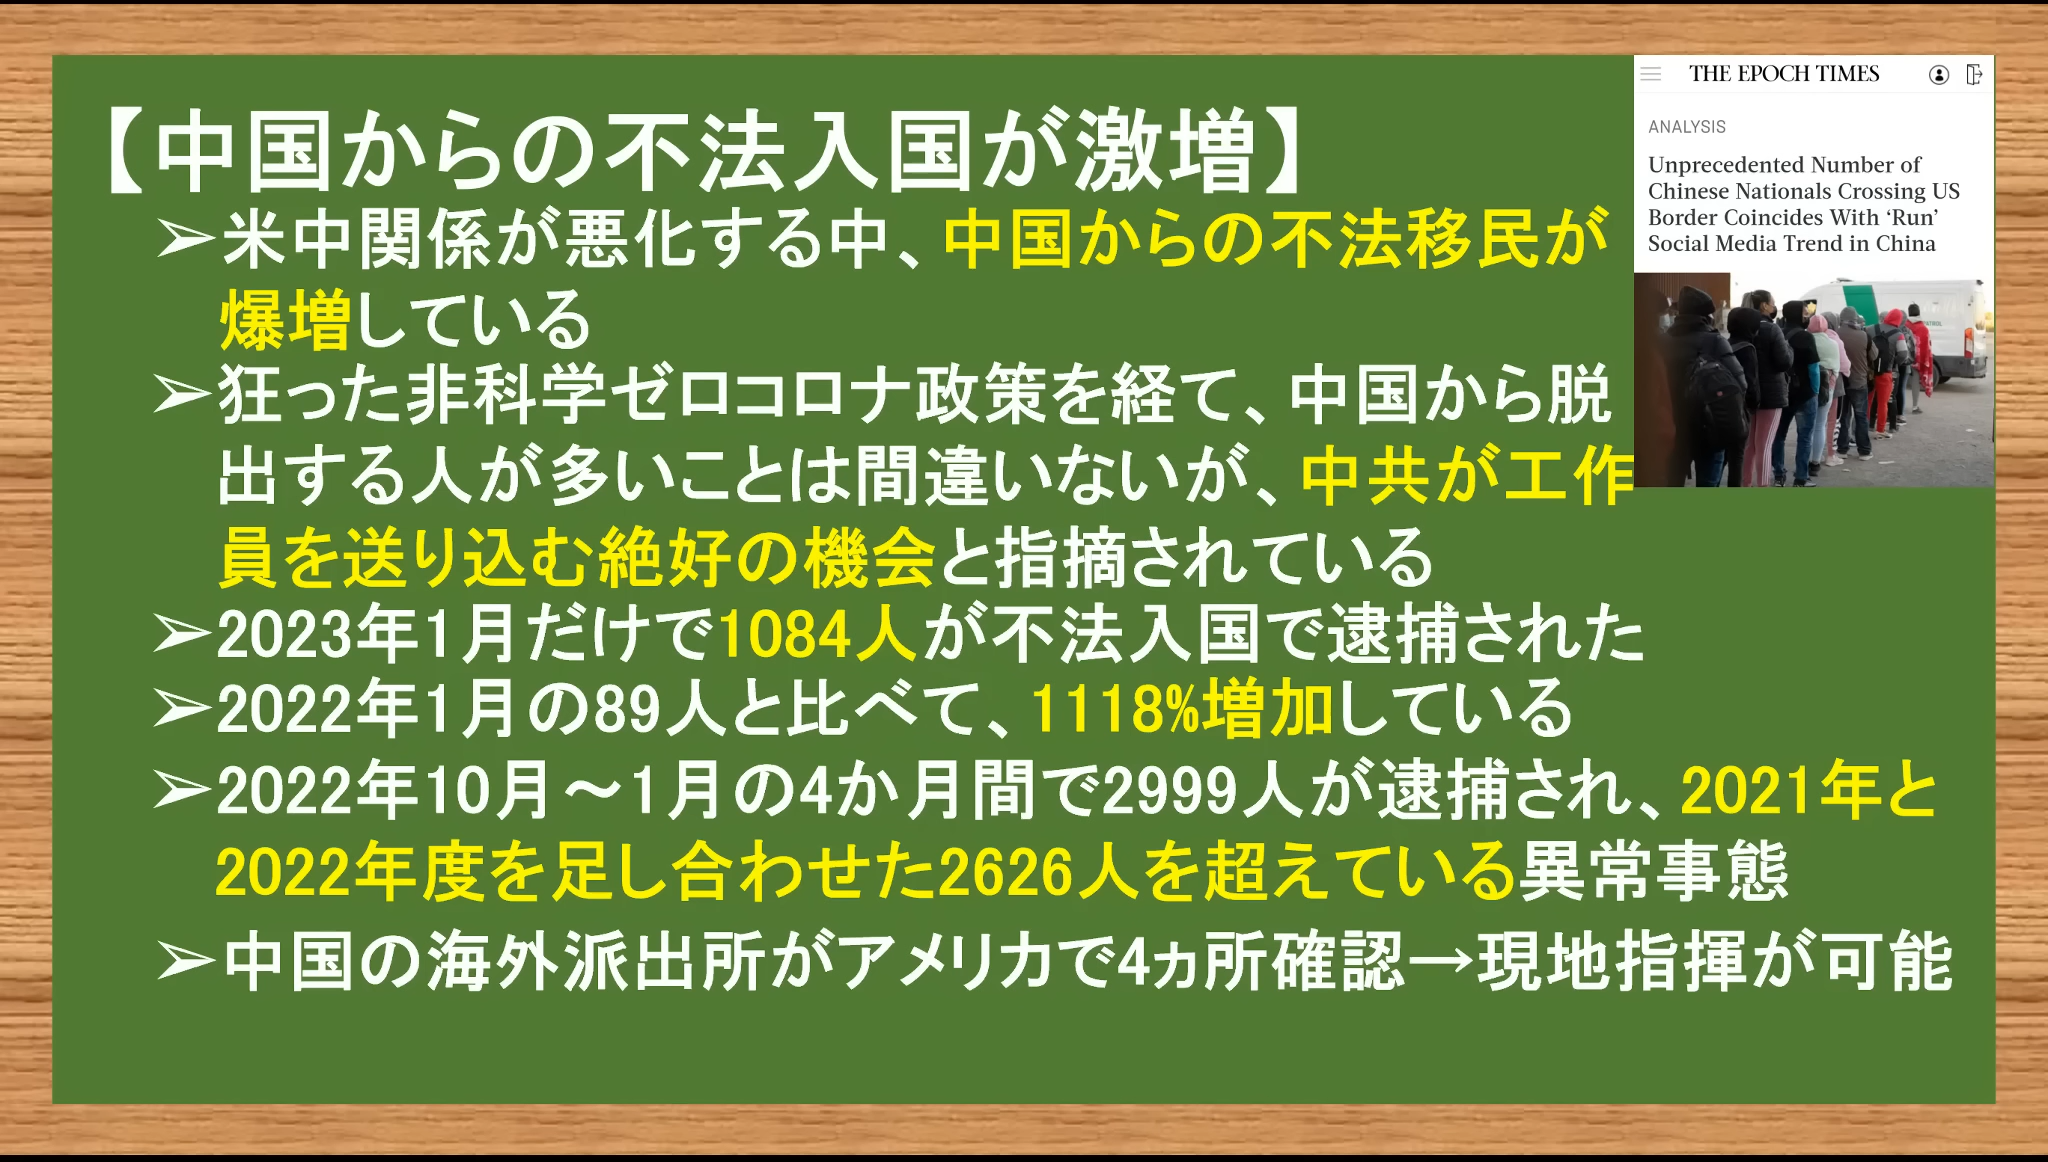 【中国からの不法入国が激増】
➢米中関係が悪化する中、中国からの不法移民が
爆増している
➢狂った非科学ゼロコロナ政策を経て、中国から脱
出する人が多いことは間違いないが、中共が工作
員を送り込む絶好の機会と指摘されている
➢2023年1月だけで1084人が不法入国で逮捕された
➢2022年1月の89人と比べて、1118%増加している
➢2022年10月～1月の4か月間で2999人が逮捕され、2021年と
2022年度を足し合わせた2626人を超えている異常事態
➢中国の海外派出所がアメリカで4ヵ所確認→現地指揮が可能
THE EPOCH TIMES
ANALYSIS
Unprecedented Number of
Chinese Nationals Crossing US
Border Coincides With ‘Run’
Social Media Trend in China